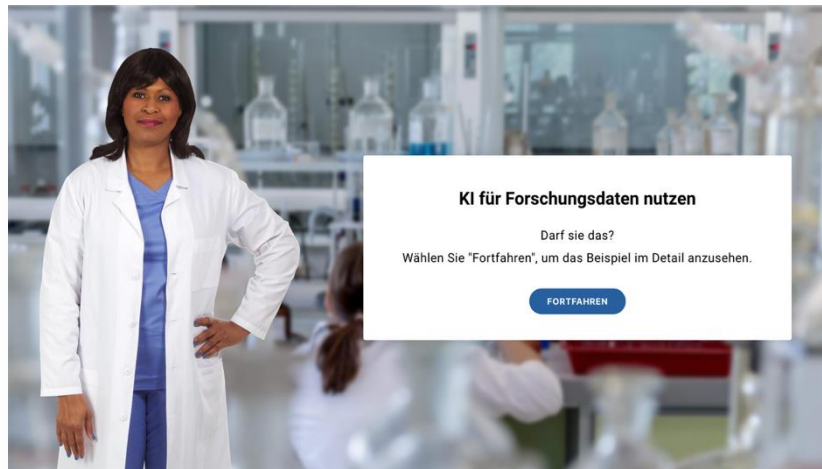 KI für Forschungsdaten nutzen
Darf sie das?
Wählen Sie "Fortfahren", um das Beispiel im Detail anzusehen.
FORTFAHREN